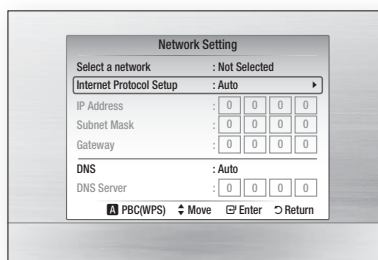 Network Setting
Select a network : Not Selected
Internet Protocol Setup : Auto
IP Address : 0 0 0 0
Subnet Mask : 0 0 0 0
Gateway : 0 0 0 0
DNS : Auto
DNS Server : 0 0 0 0
A PBC(WPS) Move Enter Return